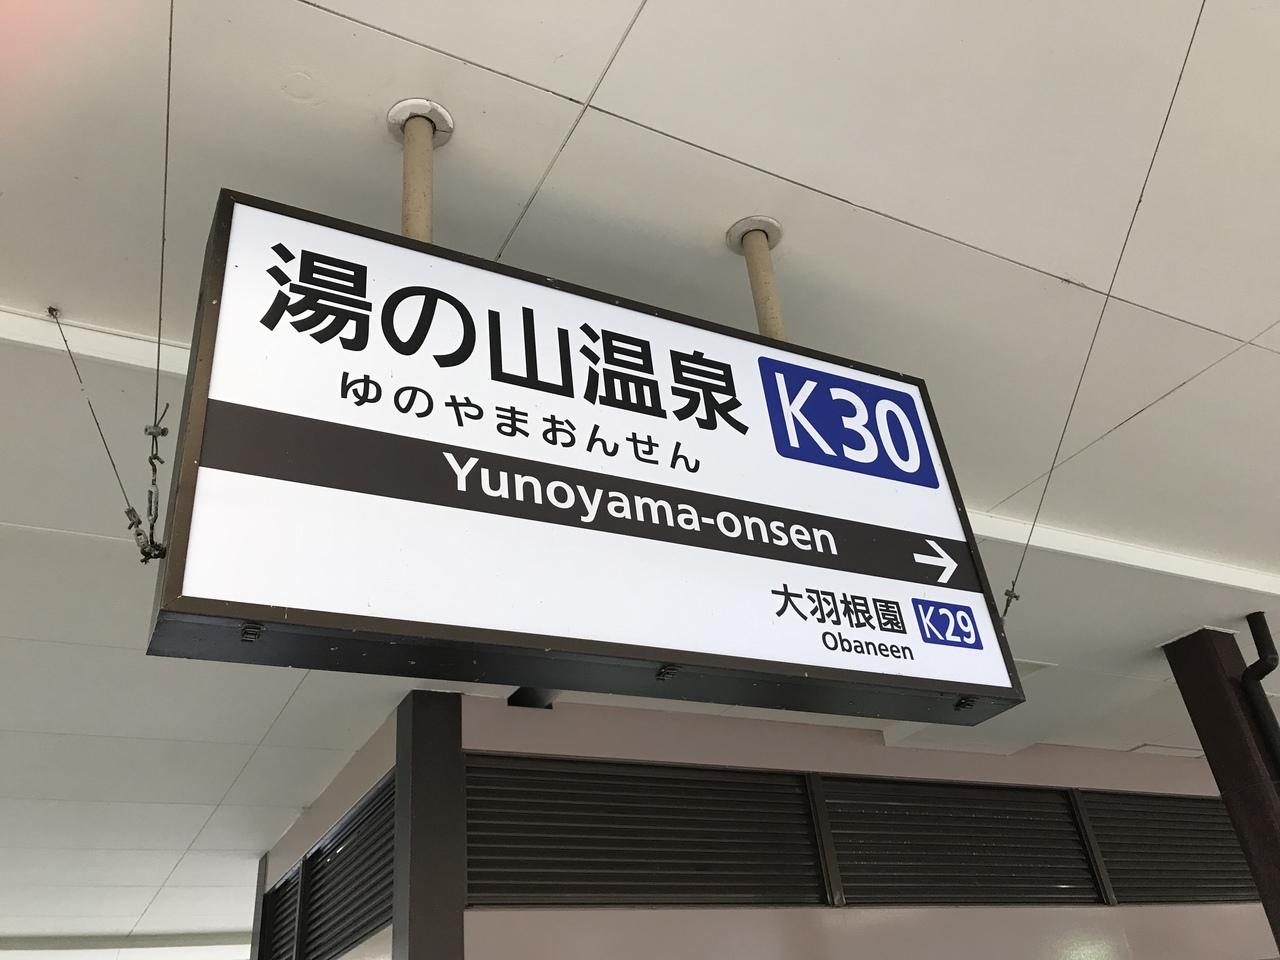 湯の山温泉 K30
ゆのやまおんせん
Yunoyama-onsen →
大羽根園 K29
Obaneen